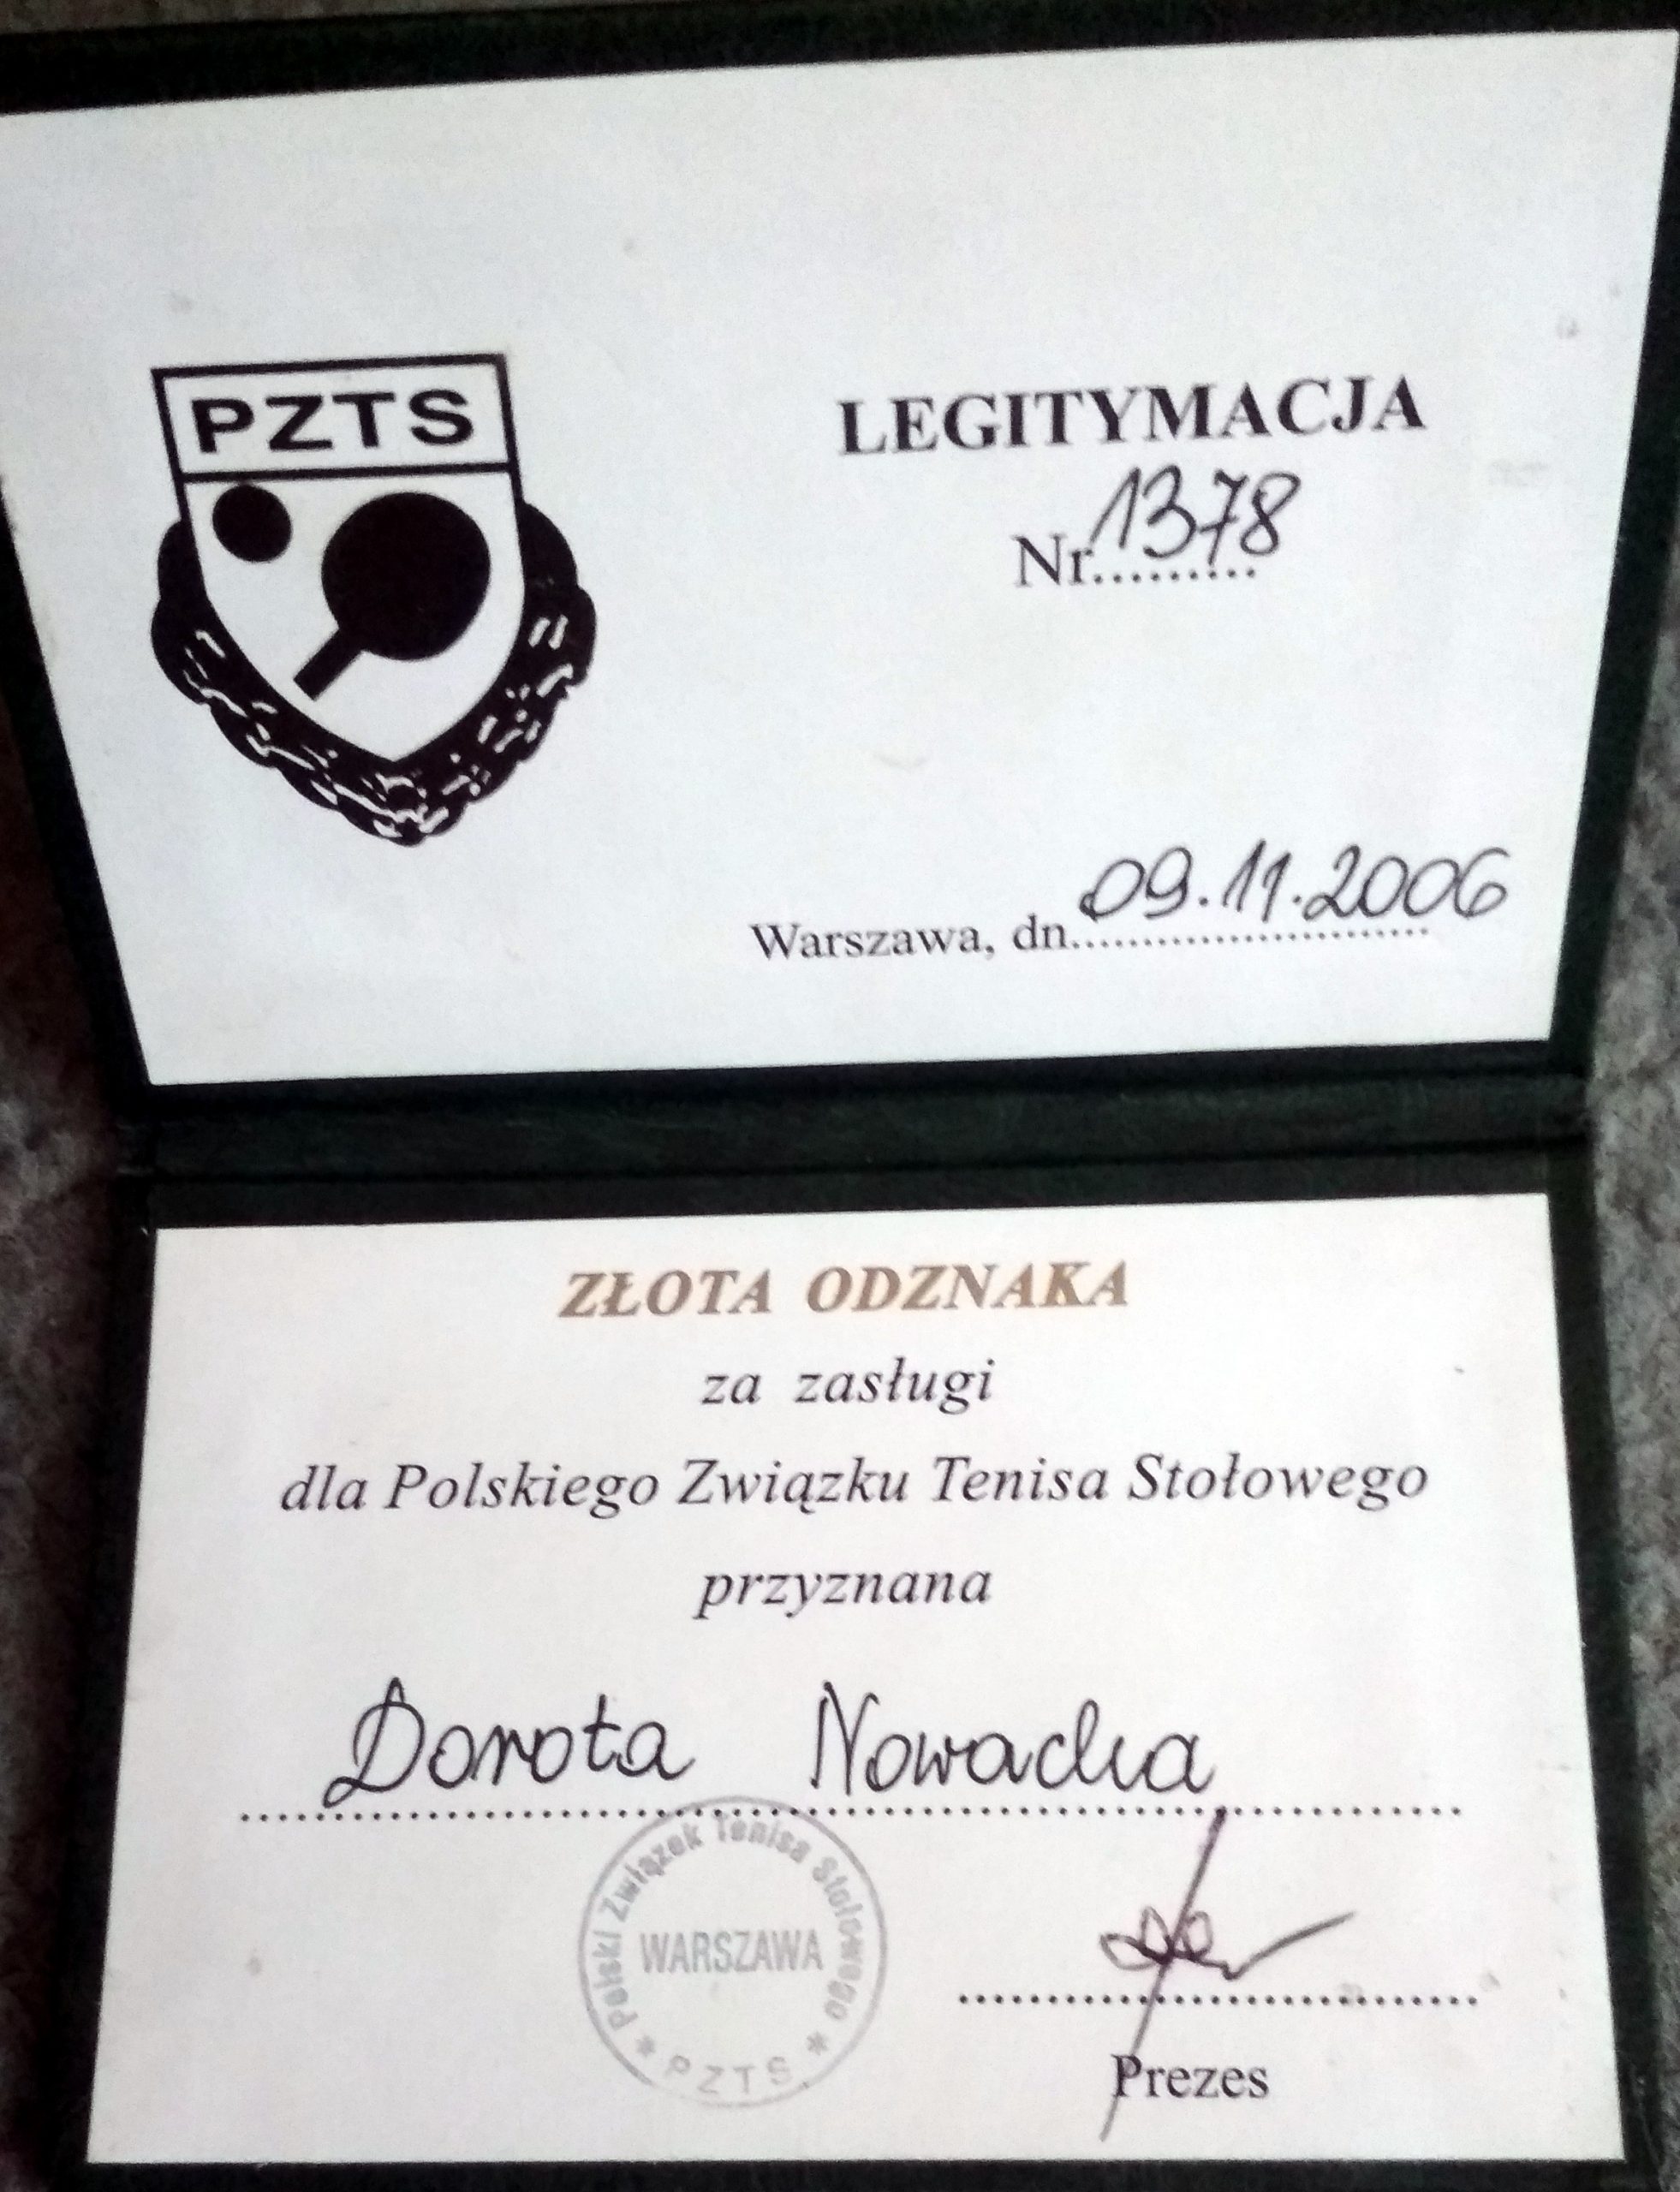 PZTS
LEGITYMACJA
Nr 1378
Warszawa, dn. 09.11.2006
ZŁOTA ODZNAKA
za zasługi
dla Polskiego Związku Tenisa Stołowego
przyznana
Dorota Nowacka
Polski Związek Tenisa Stołowego
WARSZAWA
* PZTS *
Prezes